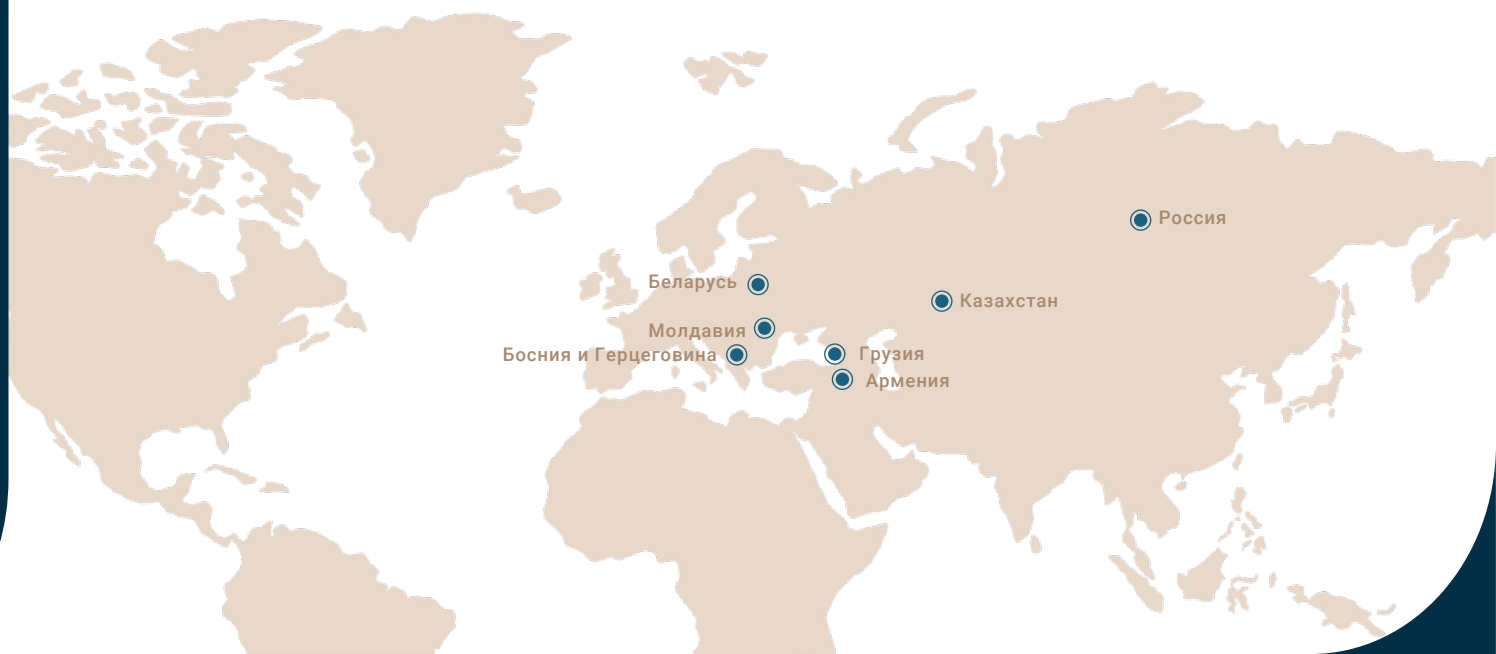 Россия
Беларусь
Казахстан
Молдавия
Босния и Герцеговина
Грузия
Армения